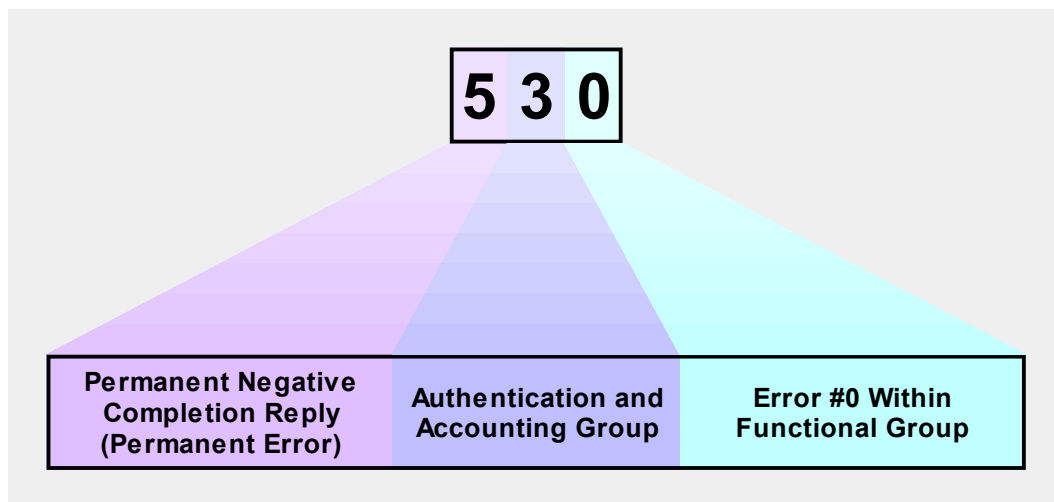 5 3 0
Permanent Negative
Completion Reply
(Permanent Error)
Authentication and
Accounting Group
Error #0 Within
Functional Group